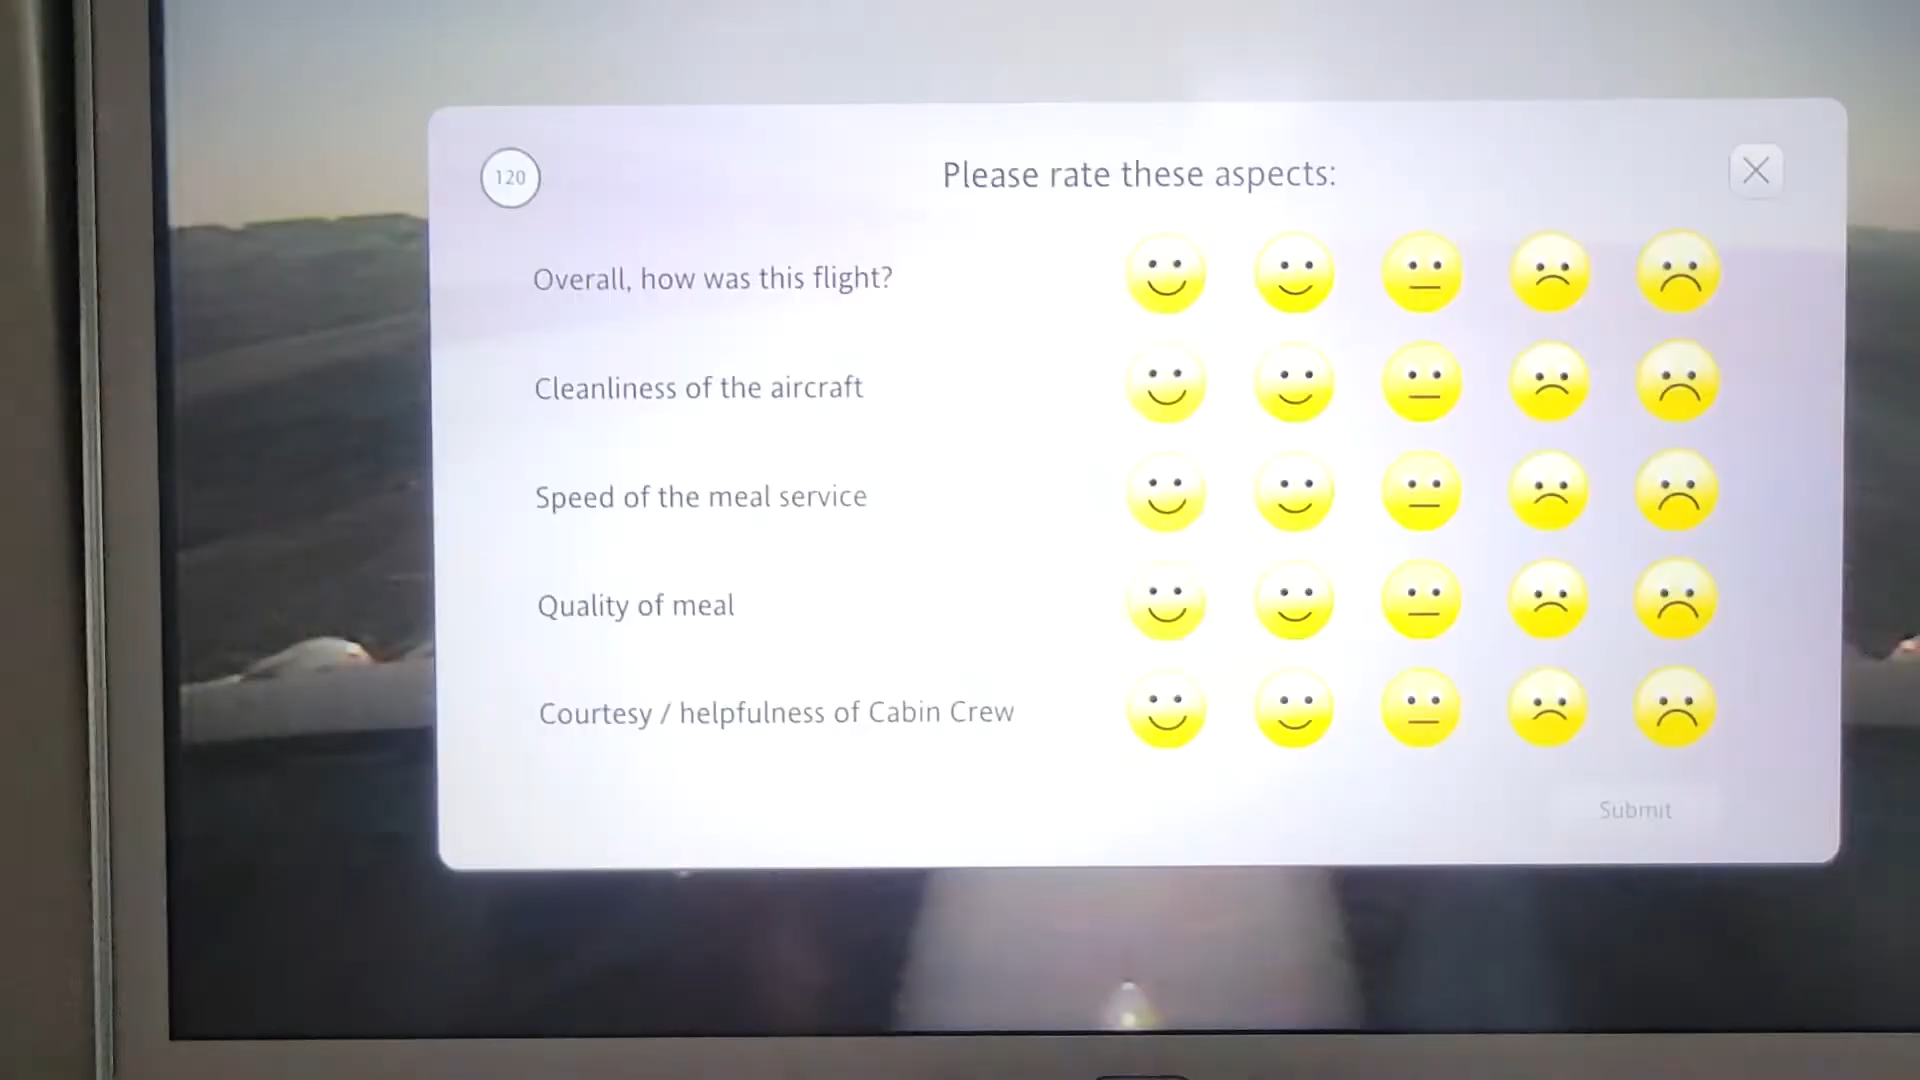 120
Please rate these aspects:
Overall, how was this flight?
Cleanliness of the aircraft
Speed of the meal service
Quality of meal
Courtesy / helpfulness of Cabin Crew
Submit